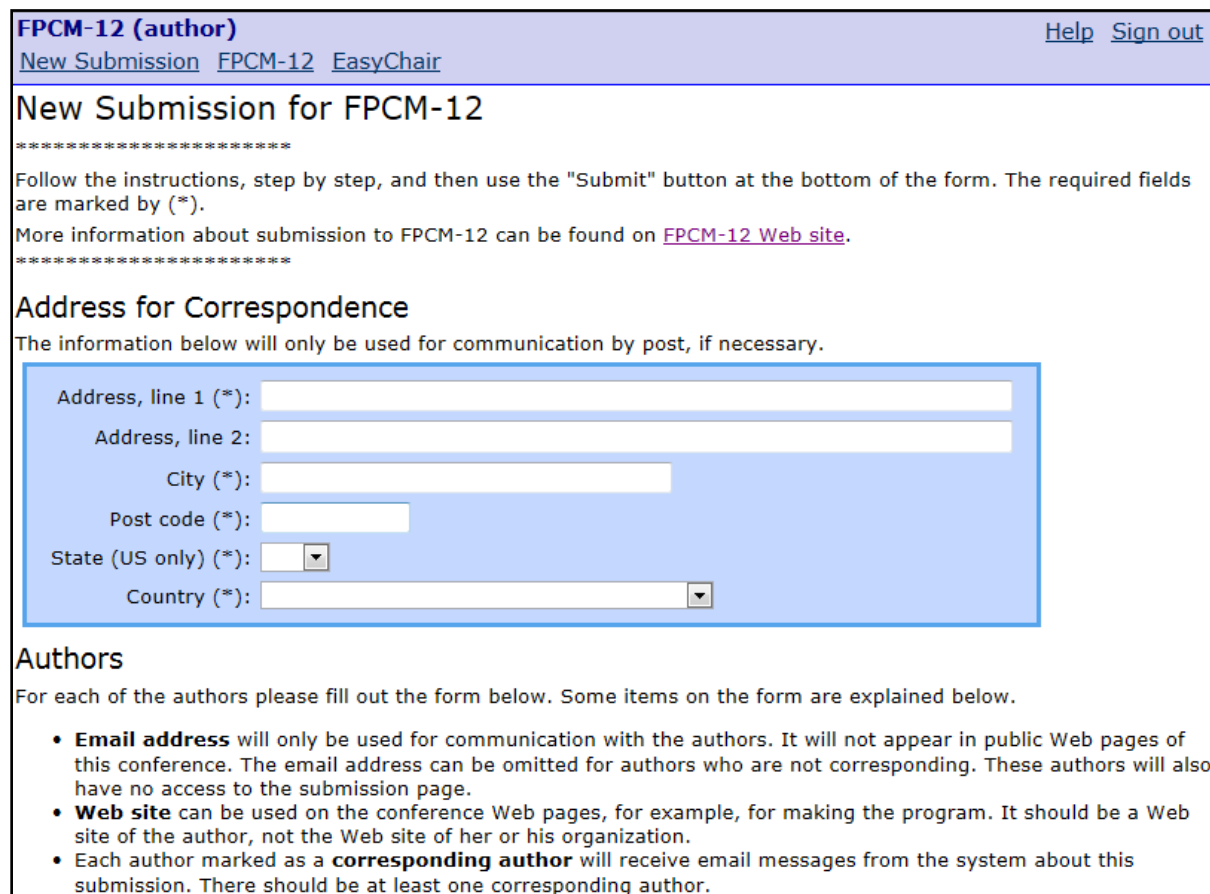 FPCM-12 (author)
Help Sign out
New Submission FPCM-12 EasyChair
New Submission for FPCM-12
**********************
Follow the instructions, step by step, and then use the "Submit" button at the bottom of the form. The required fields
are marked by (*).
More information about submission to FPCM-12 can be found on FPCM-12 Web site.
**********************
Address for Correspondence
The information below will only be used for communication by post, if necessary.
Address, line 1 (*):
Address, line 2:
City (*):
Post code (*):
State (US only) (*):
Country (*):
Authors
For each of the authors please fill out the form below. Some items on the form are explained below.
• Email address will only be used for communication with the authors. It will not appear in public Web pages of
this conference. The email address can be omitted for authors who are not corresponding. These authors will also
have no access to the submission page.
• Web site can be used on the conference Web pages, for example, for making the program. It should be a Web
site of the author, not the Web site of her or his organization.
• Each author marked as a corresponding author will receive email messages from the system about this
submission. There should be at least one corresponding author.